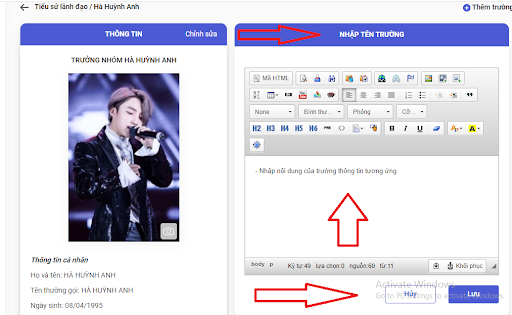 Tiểu sử lãnh đạo / Hà Huỳnh Anh
Thêm trường
THÔNG TIN
Chỉnh sửa
TRƯỞNG NHÓM HÀ HUỲNH ANH
Thông tin cá nhân
Họ và tên: HÀ HUỲNH ANH
Tên thường gọi: HÀ HUỲNH ANH
Ngày sinh: 08/04/1995
NHẬP TÊN TRƯỜNG
Mã HTML
None
Bình thư...
Phông
Cỡ...
H2 H3 H4 H5 H6
B I U
- Nhập nội dung của trường thông tin tương ứng
body p
Ký tự:49 lựa chọn:0 nguồn:60 từ:11
Khôi phục
Activate Windows
Go to PC settings to activate Windows
Hủy
Lưu